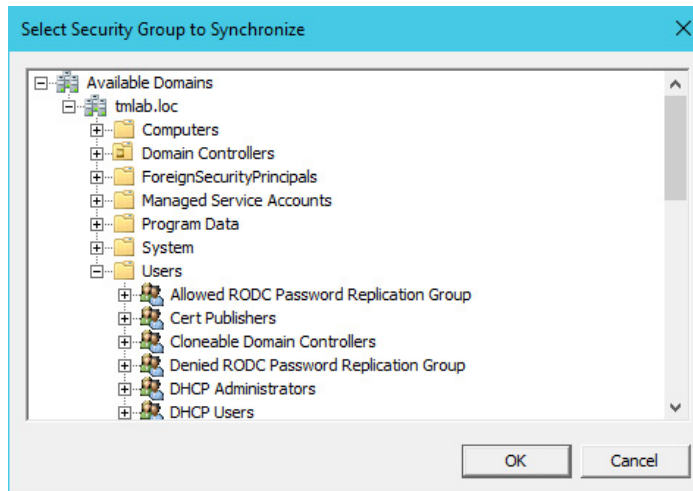 Select Security Group to Synchronize
Available Domains
tmlab.loc
Computers
Domain Controllers
ForeignSecurityPrincipals
Managed Service Accounts
Program Data
System
Users
Allowed RODC Password Replication Group
Cert Publishers
Cloneable Domain Controllers
Denied RODC Password Replication Group
DHCP Administrators
DHCP Users
OK Cancel